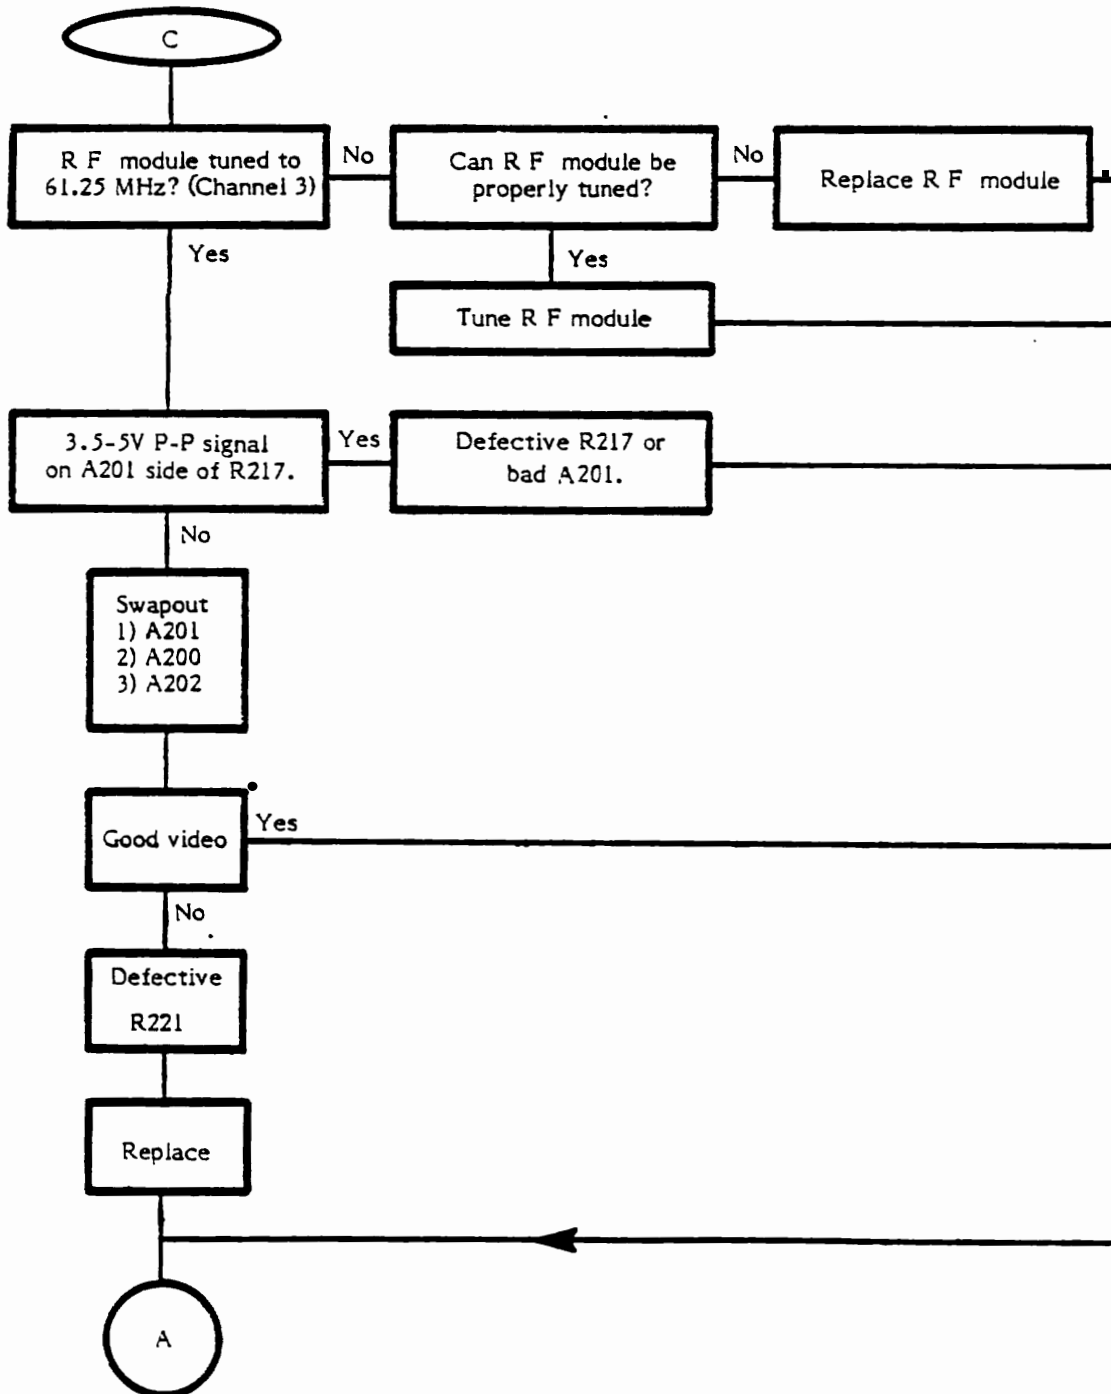 C
R F module tuned to
61.25 MHz? (Channel 3)
No
Can R F module be
properly tuned?
No
Replace R F module
Yes
Yes
Tune R F module
3.5-5V P-P signal
on A201 side of R217.
Yes
Defective R217 or
bad A201.
No
Swapout
1) A201
2) A200
3) A202
Good video
Yes
No
Defective
R221
Replace
A